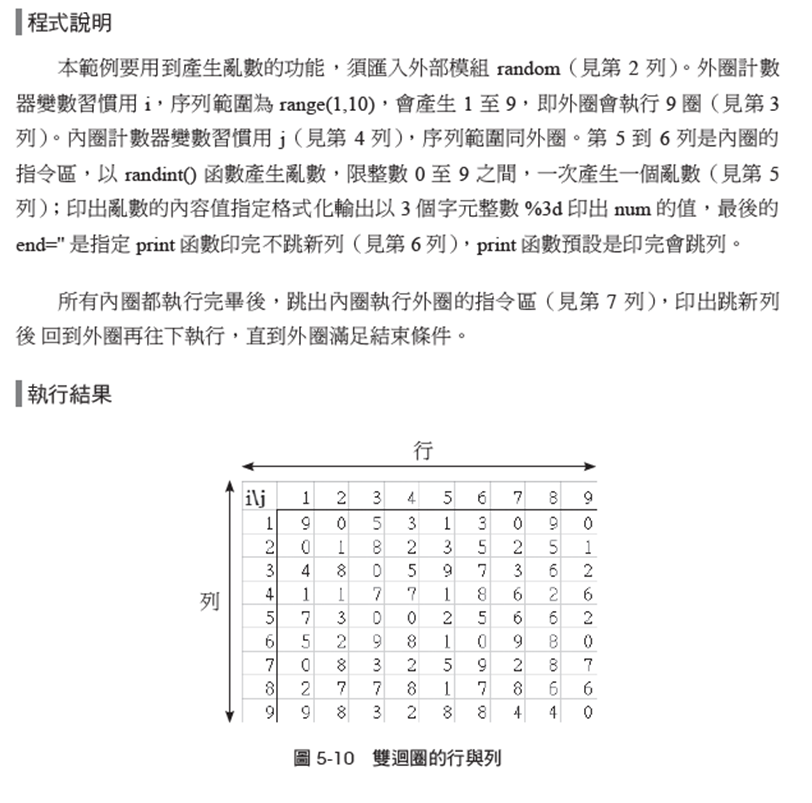 程式說明
本範例要用到產生亂數的功能，須匯入外部模組 random（見第 2 列）。外圈計數
器變數習慣用 i，序列範圍為 range(1,10)，會產生 1 至 9，即外圈會執行 9 圈（見第 3
列）。內圈計數器變數習慣用 j（見第 4 列），序列範圍同外圈。第 5 到 6 列是內圈的
指令區，以 randint() 函數產生亂數，限整數 0 至 9 之間，一次產生一個亂數（見第 5
列）；印出亂數的內容值指定格式化輸出以 3 個字元整數 %3d 印出 num 的值，最後的
end='' 是指定 print 函數印完不跳新列（見第 6 列），print 函數預設是印完會跳列。
所有內圈都執行完畢後，跳出內圈執行外圈的指令區（見第 7 列），印出跳新列
後 回到外圈再往下執行，直到外圈滿足結束條件。
執行結果
行
i\j 1 2 3 4 5 6 7 8 9
1 9 0 5 3 1 3 0 9 0
2 0 1 8 2 3 5 2 5 1
3 4 8 0 5 9 7 3 6 2
4 1 1 7 7 1 8 6 2 6
列
5 7 3 0 0 2 5 6 6 2
6 5 2 9 8 1 0 9 8 0
7 0 8 3 2 5 9 2 8 7
8 2 7 7 8 1 7 8 6 6
9 9 8 3 2 8 8 4 4 0
圖 5-10 雙迴圈的行與列